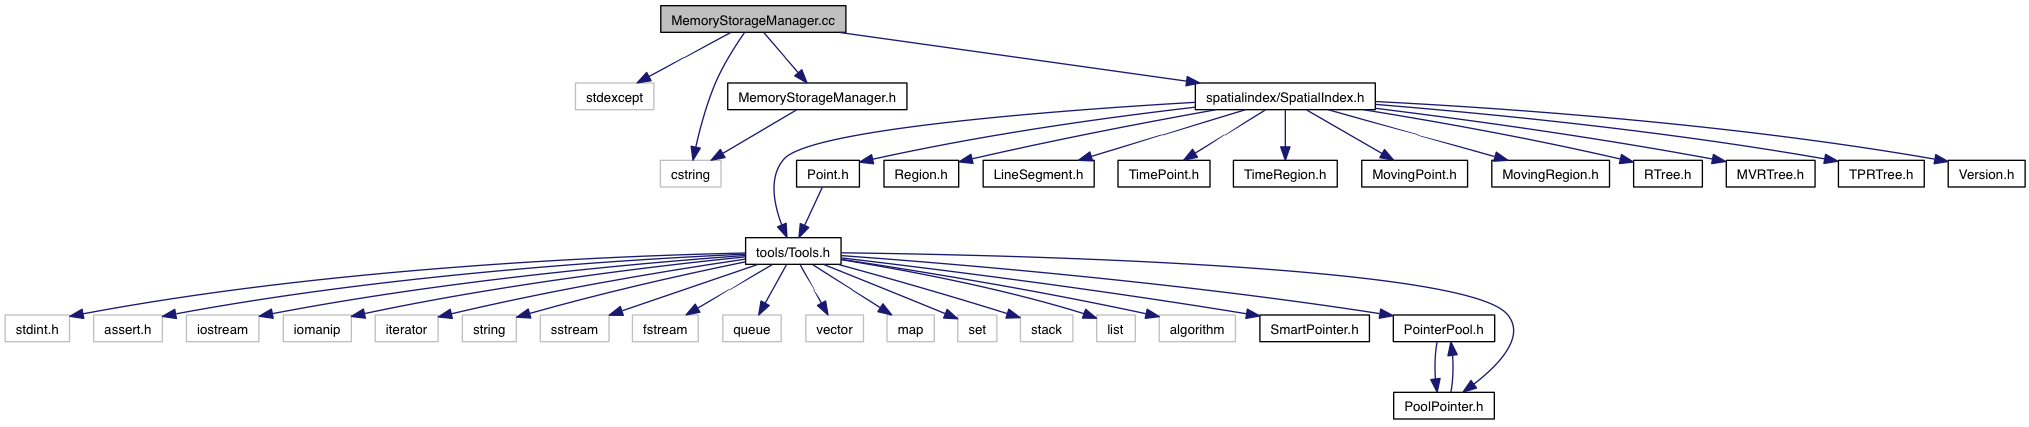 MemoryStorageManager.cc
stdexcept
MemoryStorageManager.h
spatialindex/SpatialIndex.h
cstring
Point.h
Region.h
LineSegment.h
TimePoint.h
TimeRegion.h
MovingPoint.h
MovingRegion.h
RTree.h
MVRTree.h
TPRTree.h
Version.h
tools/Tools.h
stdint.h
assert.h
iostream
iomanip
iterator
string
sstream
fstream
queue
vector
map
set
stack
list
algorithm
SmartPointer.h
PointerPool.h
PoolPointer.h